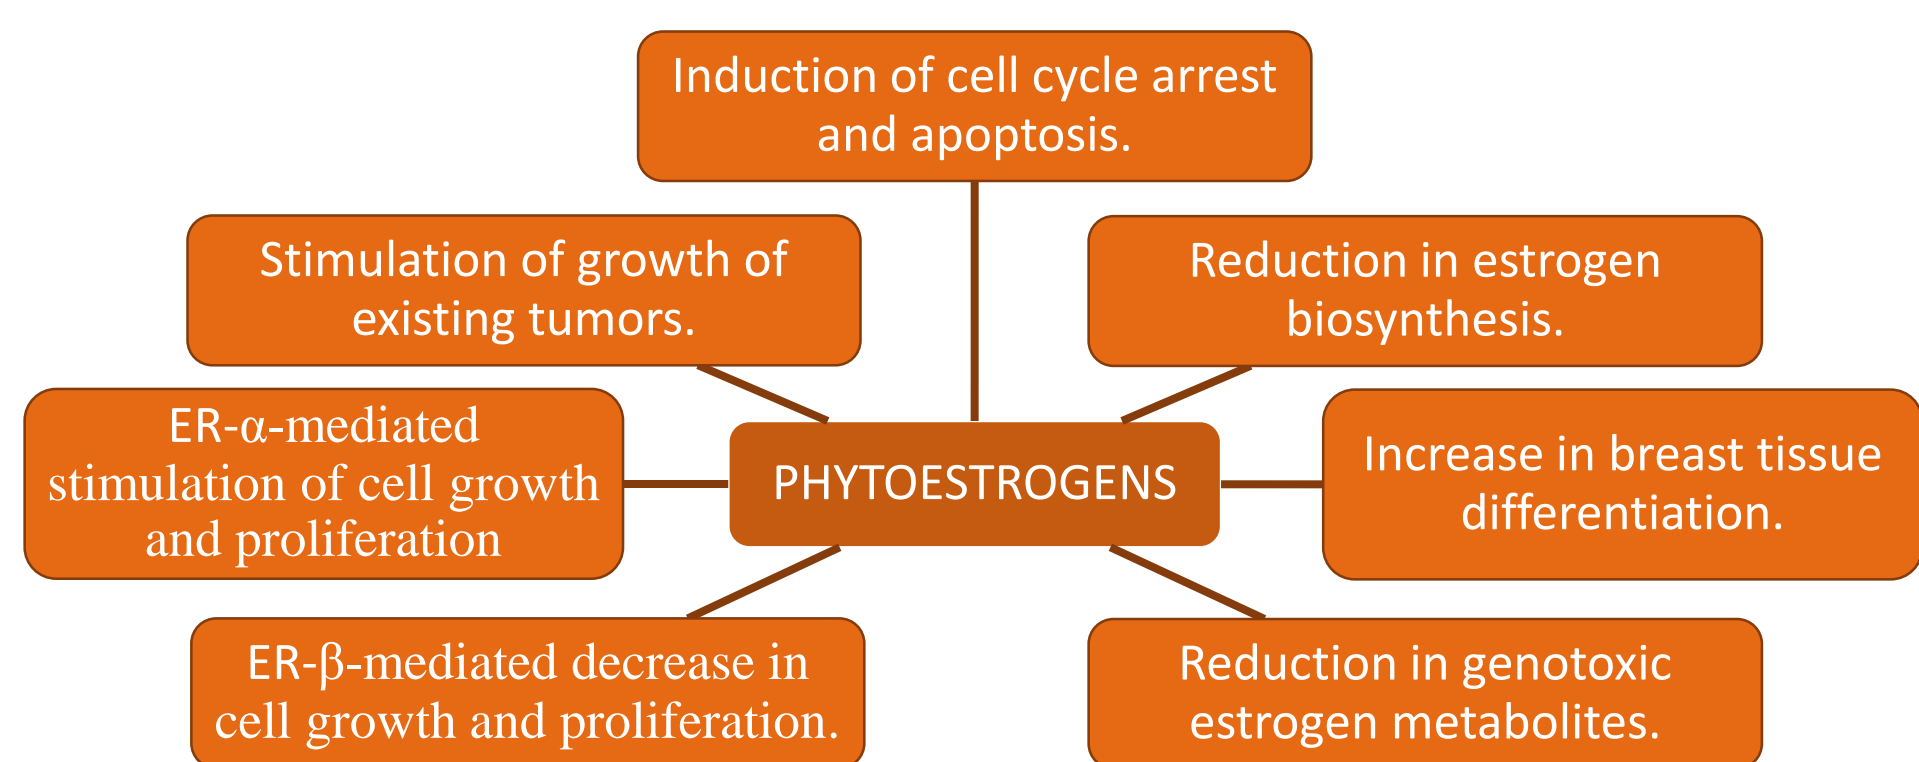 Induction of cell cycle arrest
and apoptosis.
Stimulation of growth of
existing tumors.
Reduction in estrogen
biosynthesis.
ER-α-mediated
stimulation of cell growth
and proliferation
PHYTOESTROGENS
Increase in breast tissue
differentiation.
ER-β-mediated decrease in
cell growth and proliferation.
Reduction in genotoxic
estrogen metabolites.